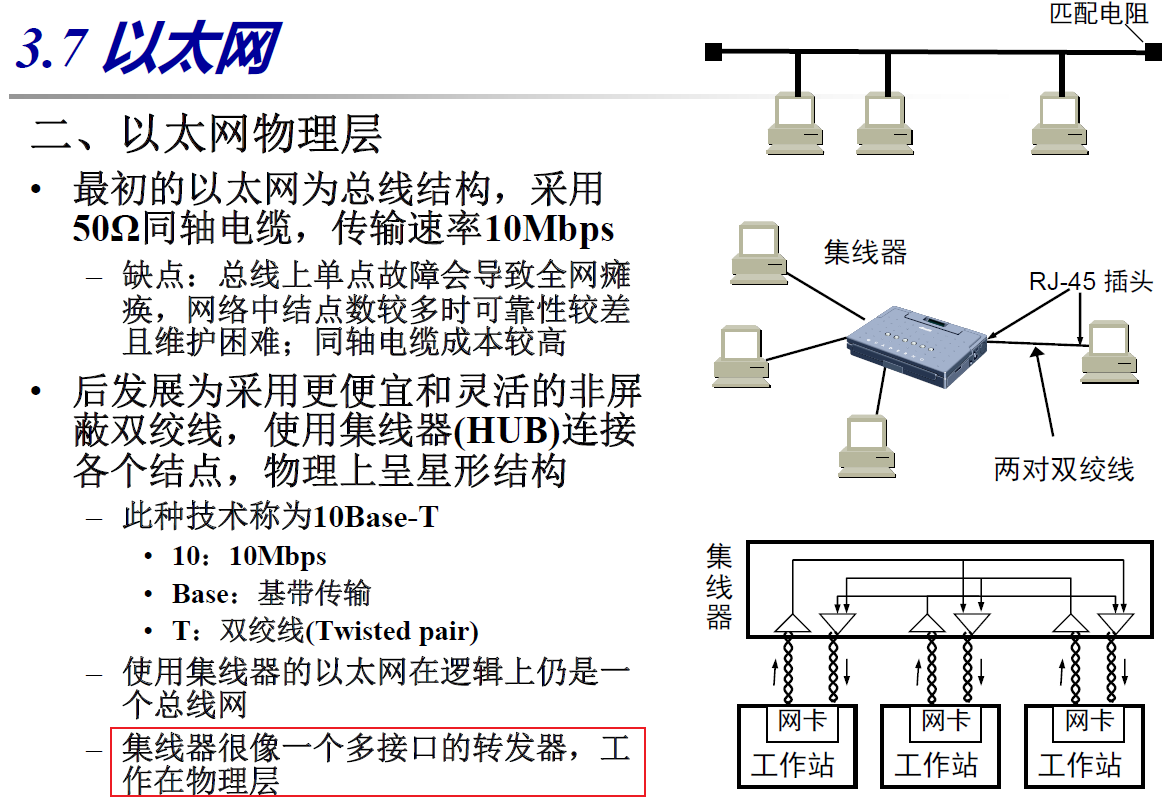 3.7 以太网
二、以太网物理层
• 最初的以太网为总线结构，采用
50Ω同轴电缆，传输速率10Mbps
– 缺点：总线上单点故障会导致全网瘫
痪，网络中结点数较多时可靠性较差
且维护困难；同轴电缆成本较高
• 后发展为采用更便宜和灵活的非屏
蔽双绞线，使用集线器(HUB)连接
各个结点，物理上呈星形结构
– 此种技术称为10Base-T
• 10：10Mbps
• Base：基带传输
• T：双绞线(Twisted pair)
– 使用集线器的以太网在逻辑上仍是一
个总线网
– 集线器很像一个多接口的转发器，工
作在物理层
匹配电阻
集线器
RJ-45 插头
两对双绞线
集
线
器
网卡 网卡 网卡
工作站 工作站 工作站